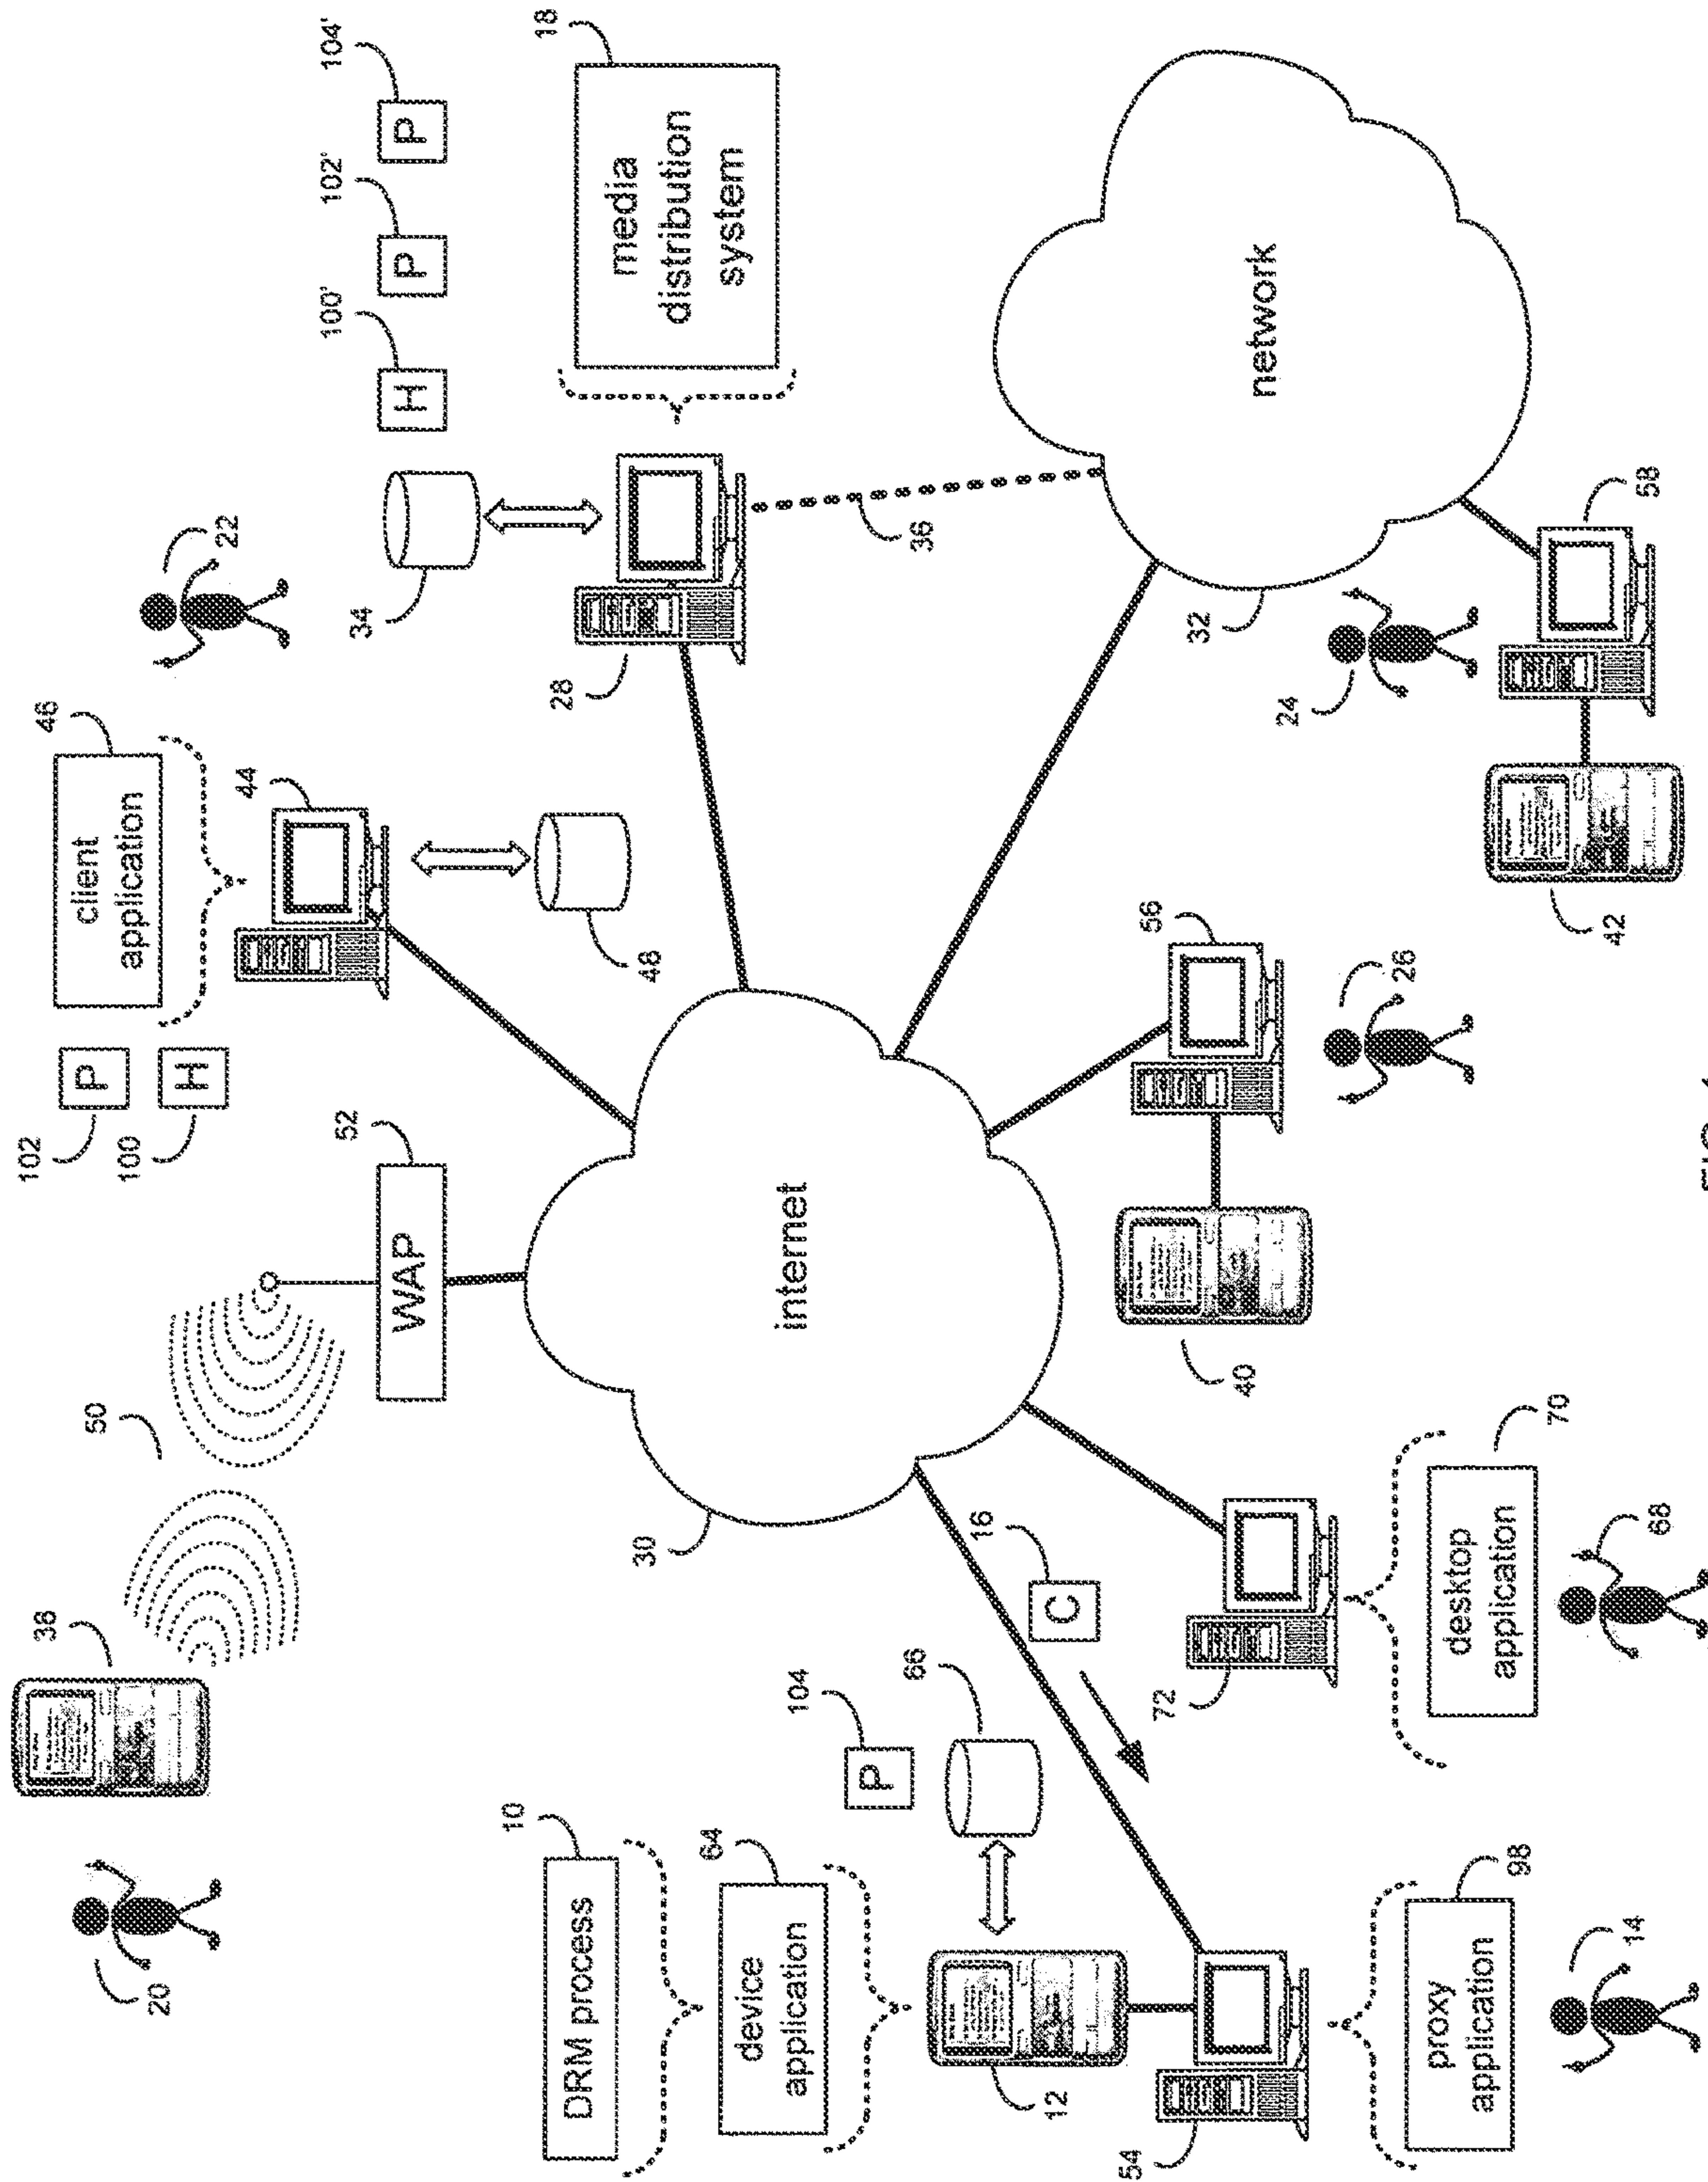 20
38
50
102
P
100
H
46
client
application
22
52
WAP
44
48
34
100'
H
102'
P
104'
P
28
18
media
distribution
system
10
DRM process
64
device
application
104
P
66
30
internet
36
12
54
16
C
72
40
56
26
32
network
24
42
58
98
proxy
application
14
70
desktop
application
68